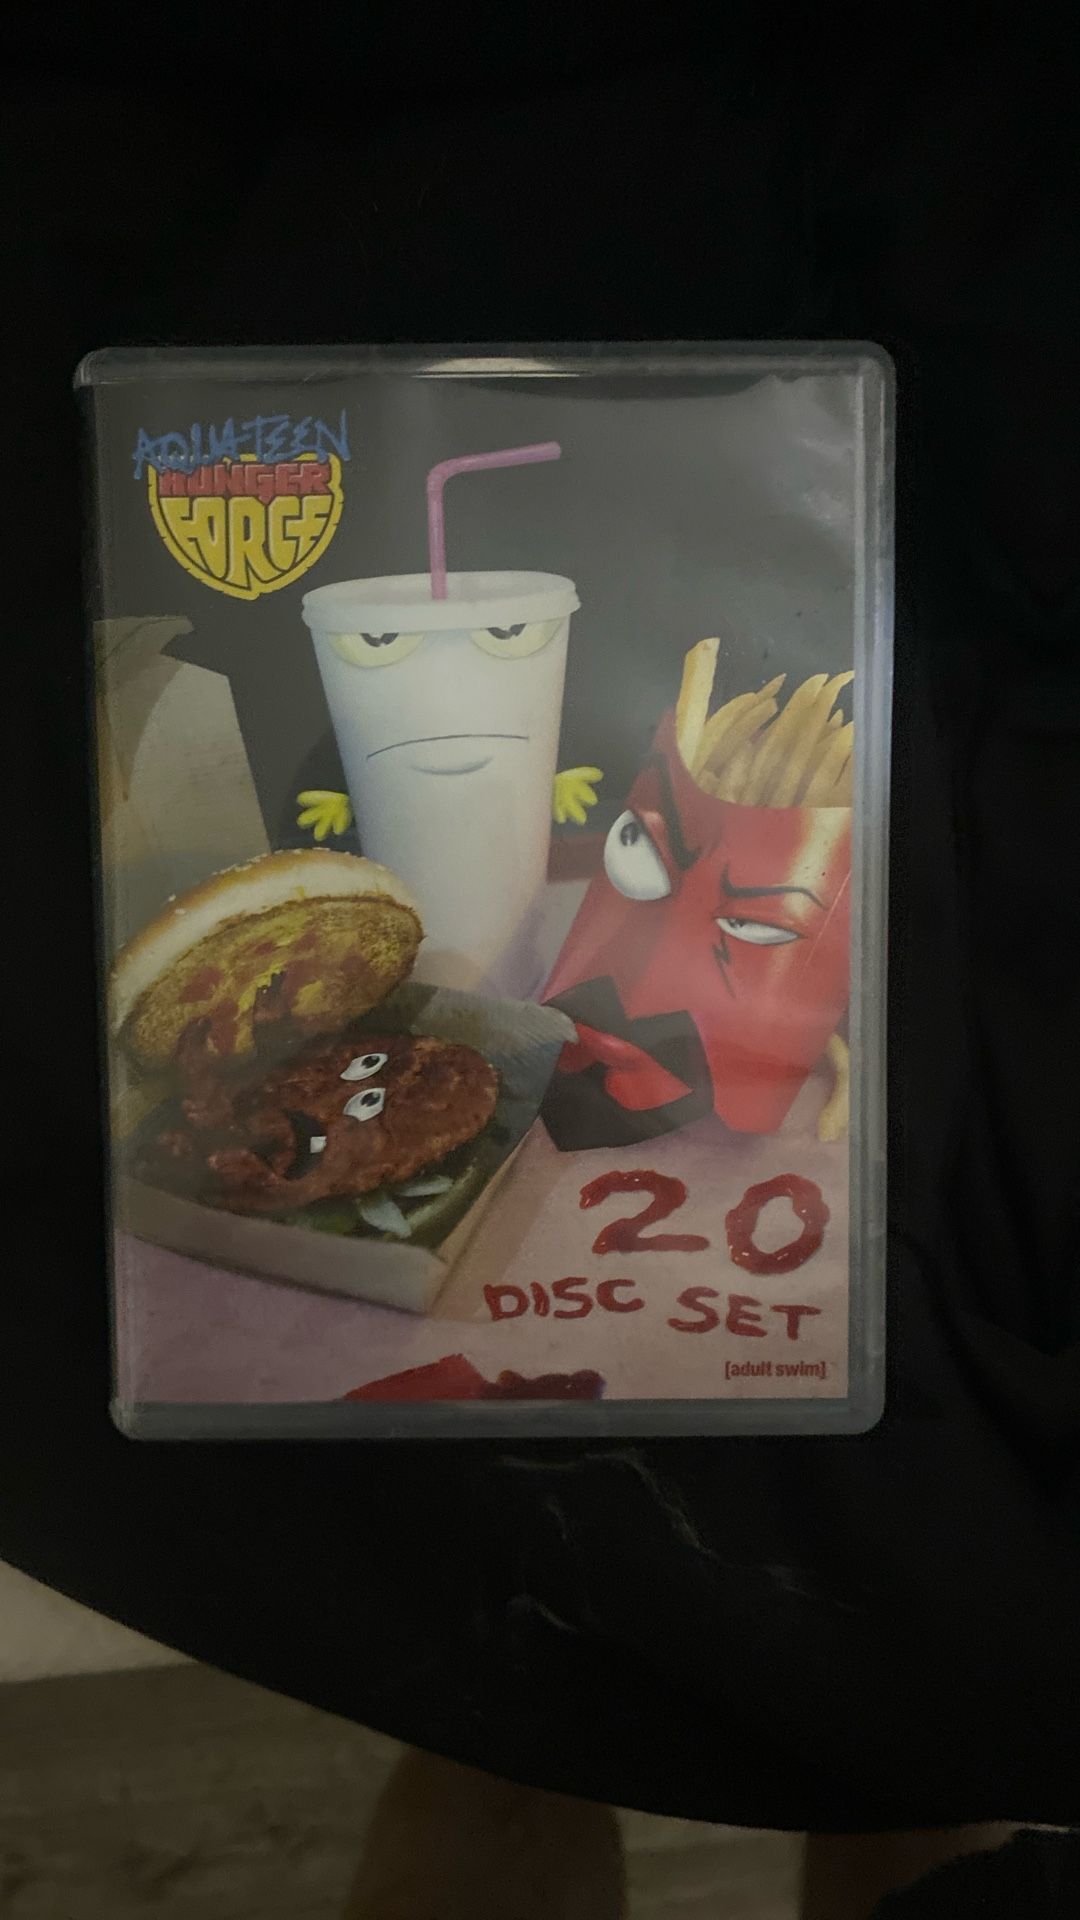 AQUA TEEN
HUNGER
FORCE
20
DISC SET
[adult swim]